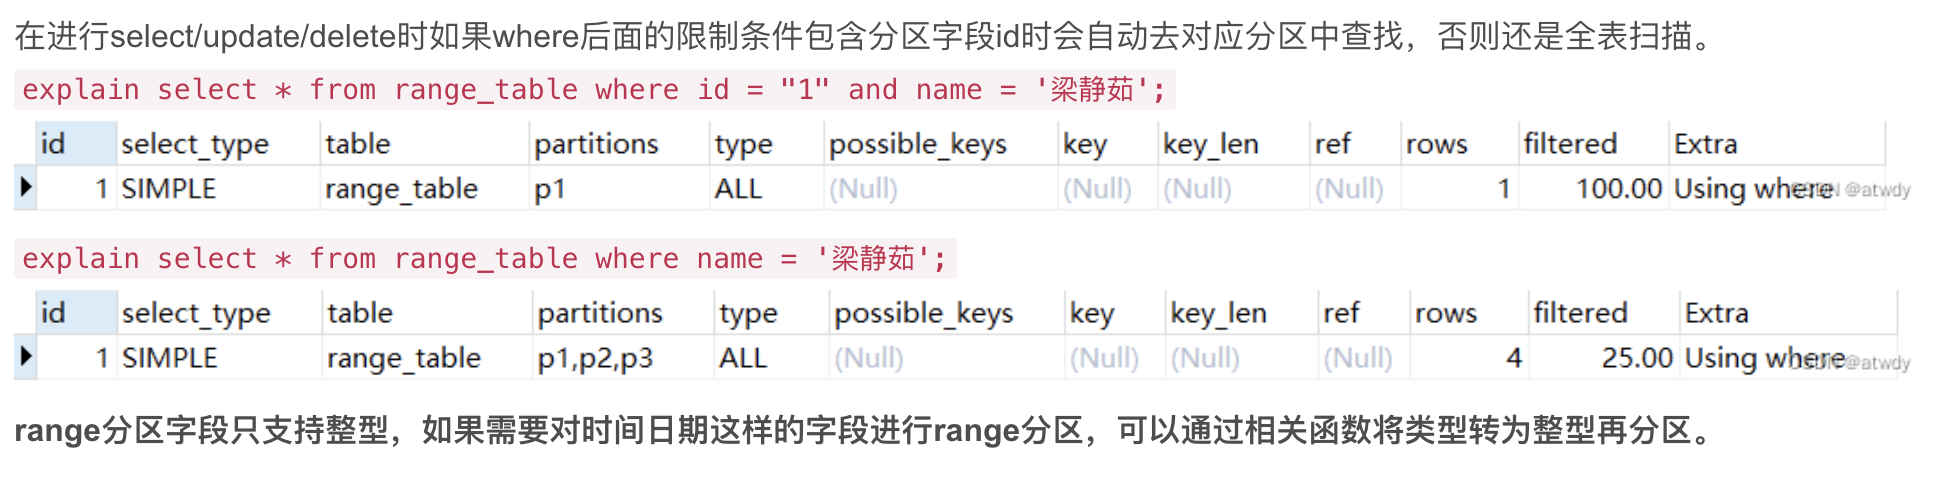 在进行select/update/delete时如果where后面的限制条件包含分区字段id时会自动去对应分区中查找，否则还是全表扫描。
explain select * from range_table where id = "1" and name = '梁静茹';
id select_type table partitions type possible_keys key key_len ref rows filtered Extra
1 SIMPLE range_table p1 ALL (Null) (Null) (Null) (Null) 1 100.00 Using where
CSDN @atwdy
explain select * from range_table where name = '梁静茹';
id select_type table partitions type possible_keys key key_len ref rows filtered Extra
1 SIMPLE range_table p1,p2,p3 ALL (Null) (Null) (Null) (Null) 4 25.00 Using where
CSDN @atwdy
range分区字段只支持整型，如果需要对时间日期这样的字段进行range分区，可以通过相关函数将类型转为整型再分区。